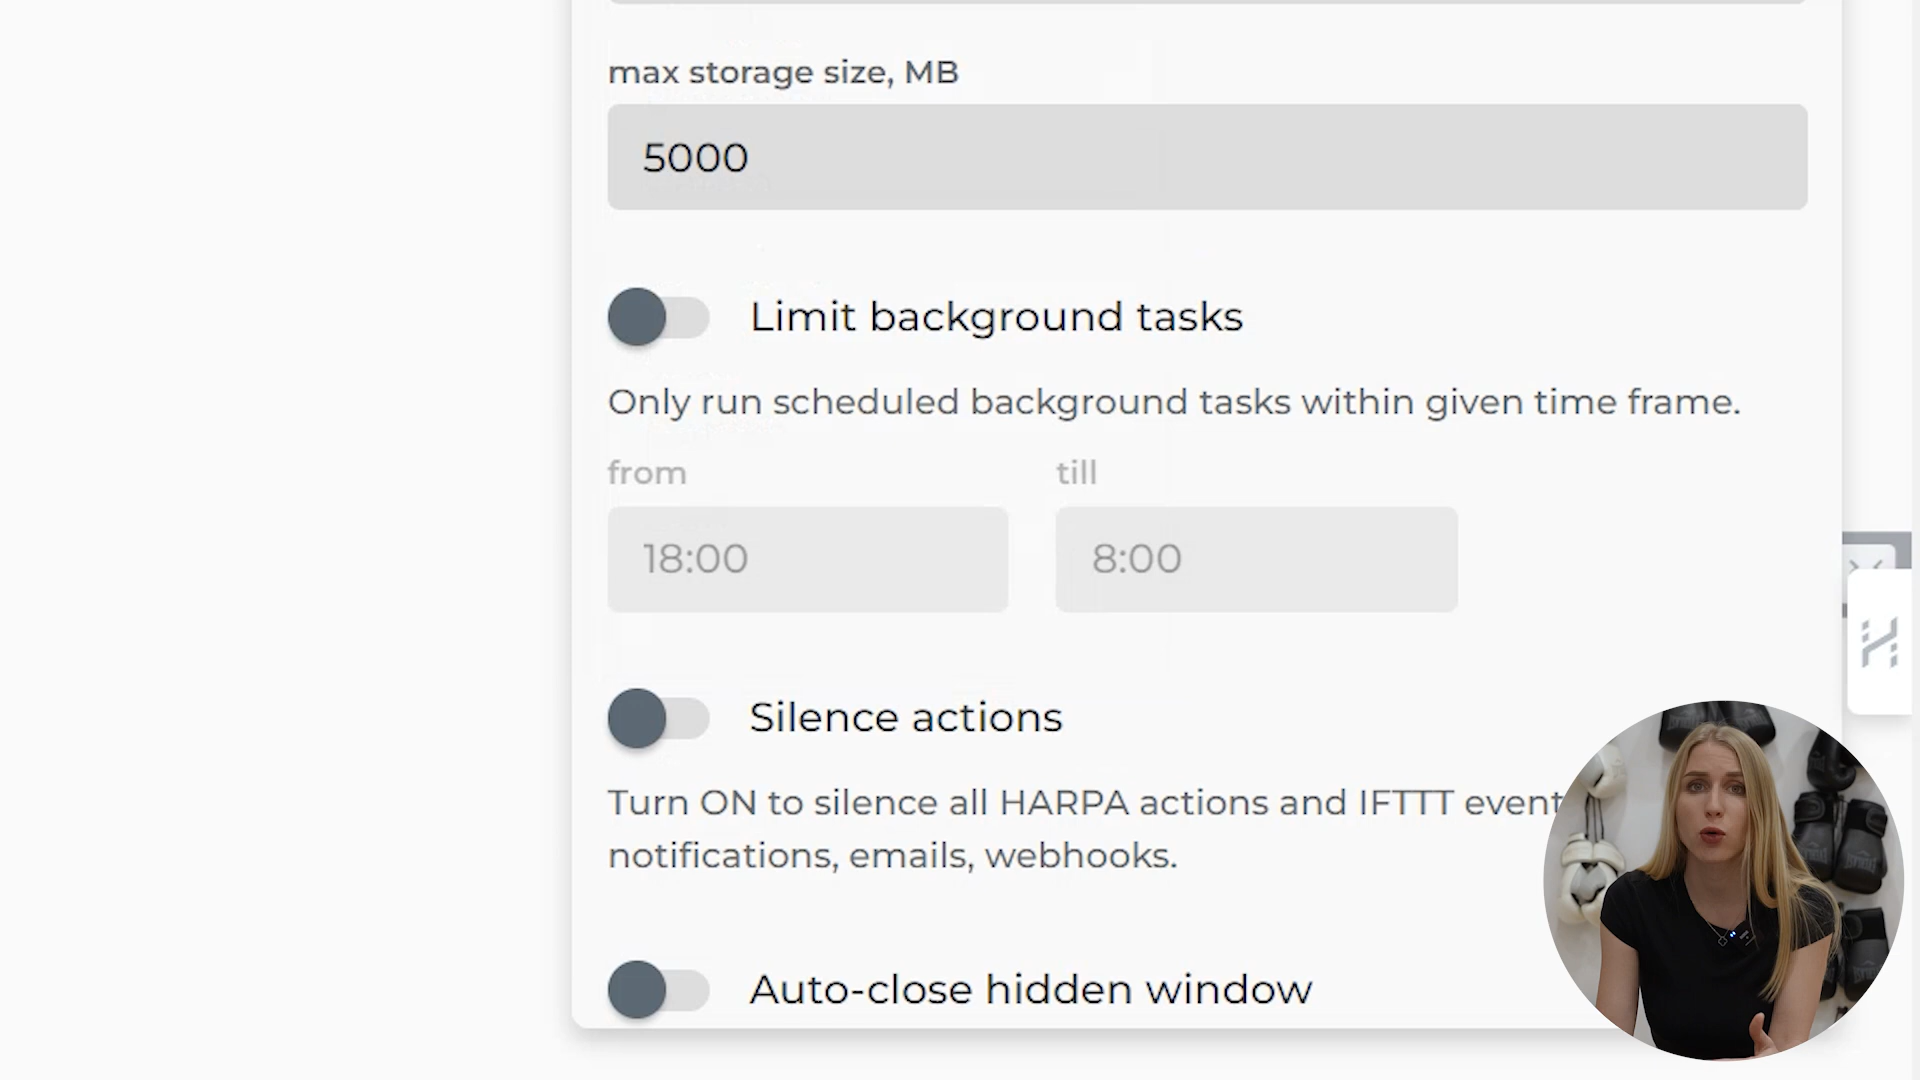 max storage size, MB
5000
Limit background tasks
Only run scheduled background tasks within given time frame.
from till
18:00 8:00
Silence actions
Turn ON to silence all HARPA actions and IFTTT event
notifications, emails, webhooks.
Auto-close hidden window